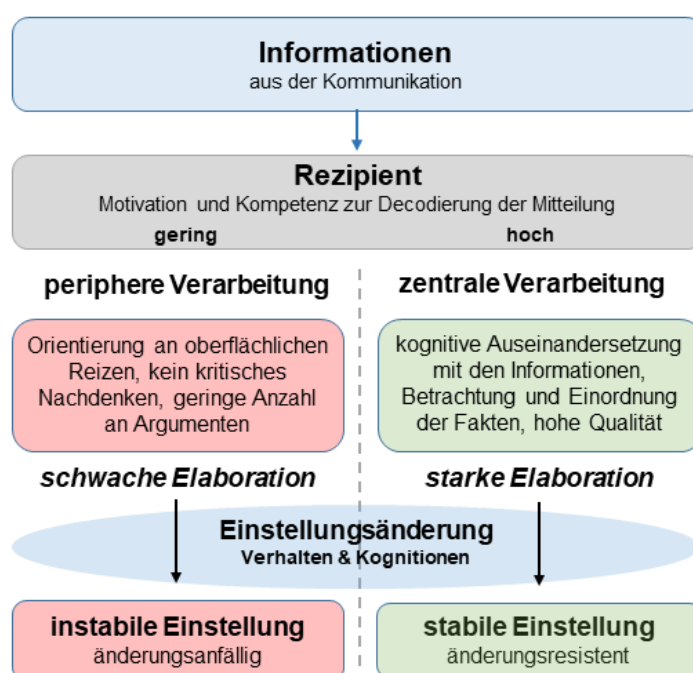 Informationen
aus der Kommunikation
Rezipient
Motivation und Kompetenz zur Decodierung der Mitteilung
gering
hoch
periphere Verarbeitung
zentrale Verarbeitung
Orientierung an oberflächlichen
Reizen, kein kritisches
Nachdenken, geringe Anzahl
an Argumenten
kognitive Auseinandersetzung
mit den Informationen,
Betrachtung und Einordnung
der Fakten, hohe Qualität
schwache Elaboration
starke Elaboration
Einstellungsänderung
Verhalten & Kognitionen
instabile Einstellung
änderungsanfällig
stabile Einstellung
änderungsresistent